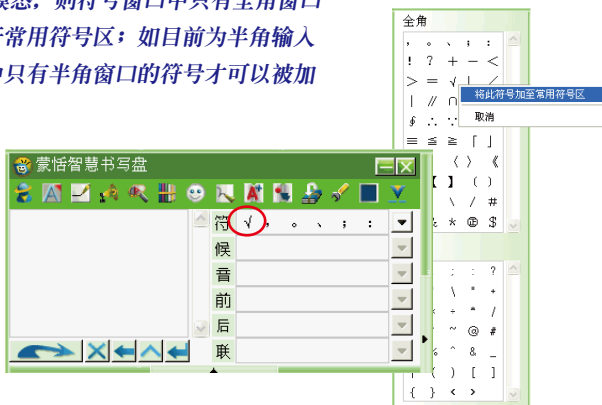 模态，则符号窗口中只有全角窗口
于常用符号区；如目前为半角输入
中只有半角窗口的符号才可以被加
全角
， 。 、 ； ：
！ ？ ＋ － ＜
＞ ＝ √
将此符号加至常用符号区
| // ∩
取消
∮ ∴ ∵
≡ ≦ ≧ 「 」
〈 〉 《
【 】 （ ）
\ / #
& * @ $
蒙恬智慧书写盘
符 √ ， 。 、 ； ：
候
音
前
后
联
; : ?
\ " +
÷ = /
~ @ #
% ^ & _
| ( ) [ ]
{ } < >